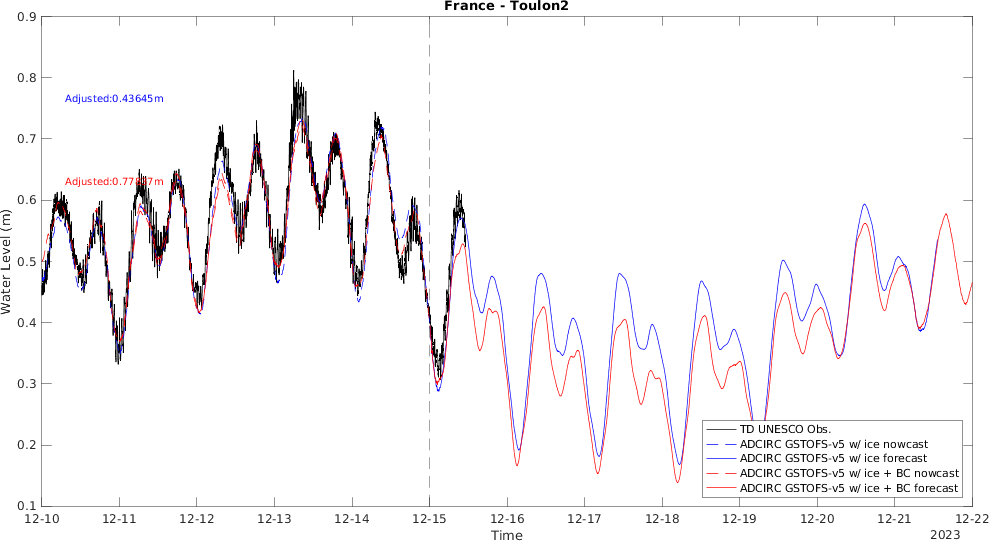 France - Toulon2
0.9
0.8
0.7
0.6
0.5
0.4
0.3
0.2
0.1
Water Level (m)
Adjusted:0.43645m
TD UNESCO Obs.
ADCIRC GSTOFS-v5 w/ ice nowcast
ADCIRC GSTOFS-v5 w/ ice forecast
ADCIRC GSTOFS-v5 w/ ice + BC nowcast
ADCIRC GSTOFS-v5 w/ ice + BC forecast
12-10 12-11 12-12 12-13 12-14 12-15 12-16 12-17 12-18 12-19 12-20 12-21 12-22
Time
2023